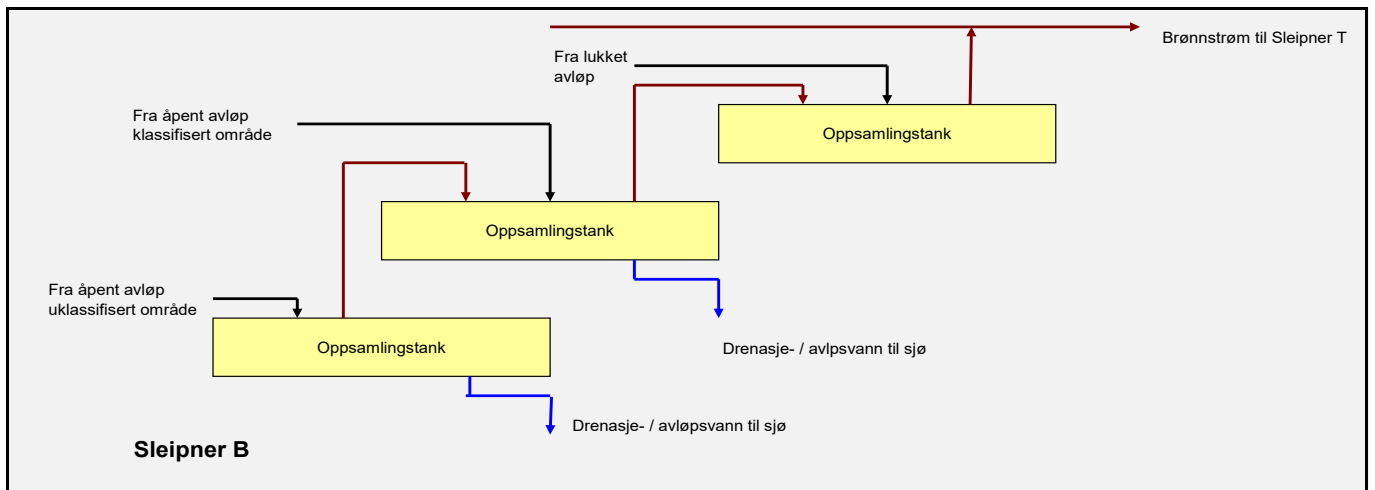 Brønnstrøm til Sleipner T
Fra lukket
avløp
Fra åpent avløp
klassifisert område
Oppsamlingstank
Oppsamlingstank
Fra åpent avløp
uklassifisert område
Oppsamlingstank
Drenasje- / avlpsvann til sjø
Drenasje- / avløpsvann til sjø
Sleipner B